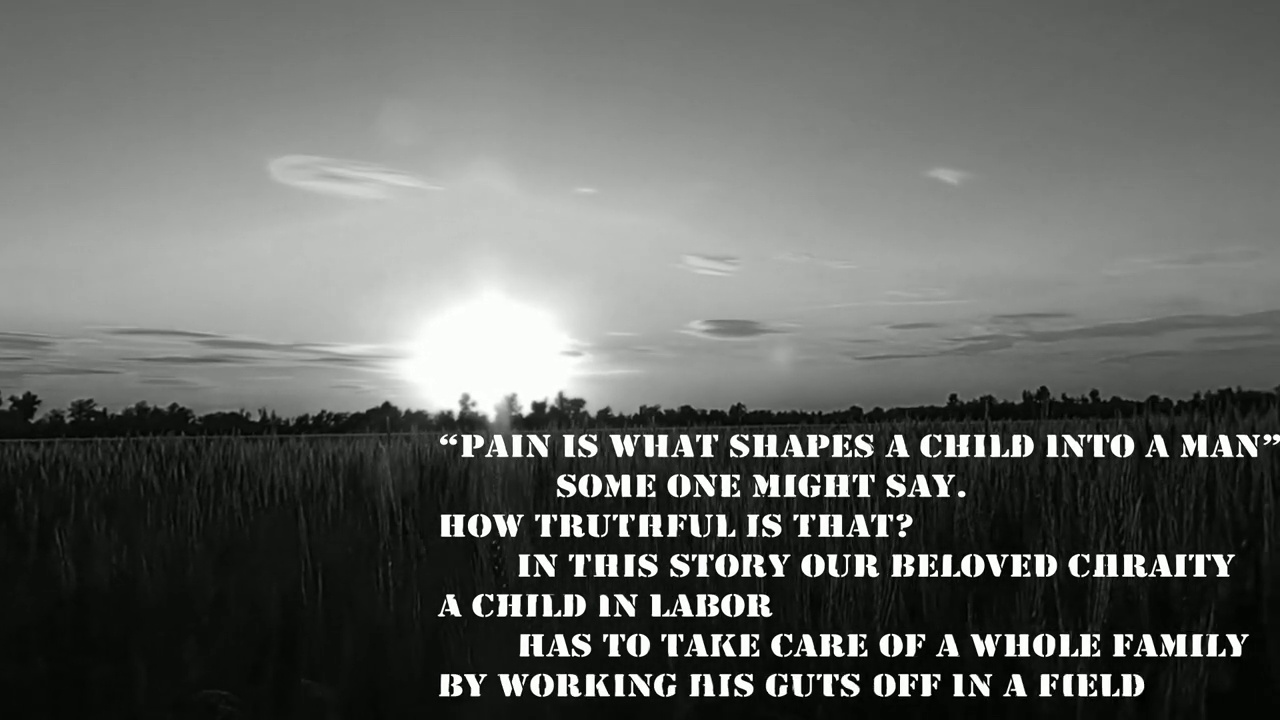 “PAIN IS WHAT SHAPES A CHILD INTO A MAN”
SOME ONE MIGHT SAY.
HOW TRUTHFUL IS THAT?
IN THIS STORY OUR BELOVED CHRAITY
A CHILD IN LABOR
HAS TO TAKE CARE OF A WHOLE FAMILY
BY WORKING HIS GUTS OFF IN A FIELD